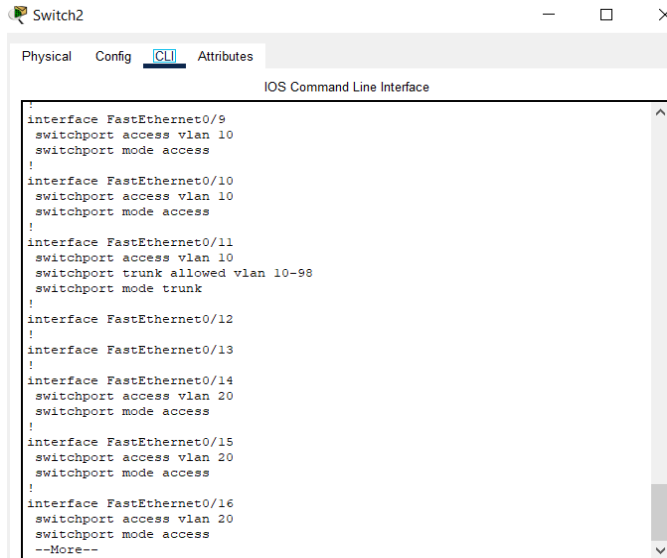 Switch2
Physical Config CLI Attributes
IOS Command Line Interface
!
interface FastEthernet0/9
switchport access vlan 10
switchport mode access
!
interface FastEthernet0/10
switchport access vlan 10
switchport mode access
!
interface FastEthernet0/11
switchport access vlan 10
switchport trunk allowed vlan 10-98
switchport mode trunk
!
interface FastEthernet0/12
!
interface FastEthernet0/13
!
interface FastEthernet0/14
switchport access vlan 20
switchport mode access
!
interface FastEthernet0/15
switchport access vlan 20
switchport mode access
!
interface FastEthernet0/16
switchport access vlan 20
switchport mode access
--More--